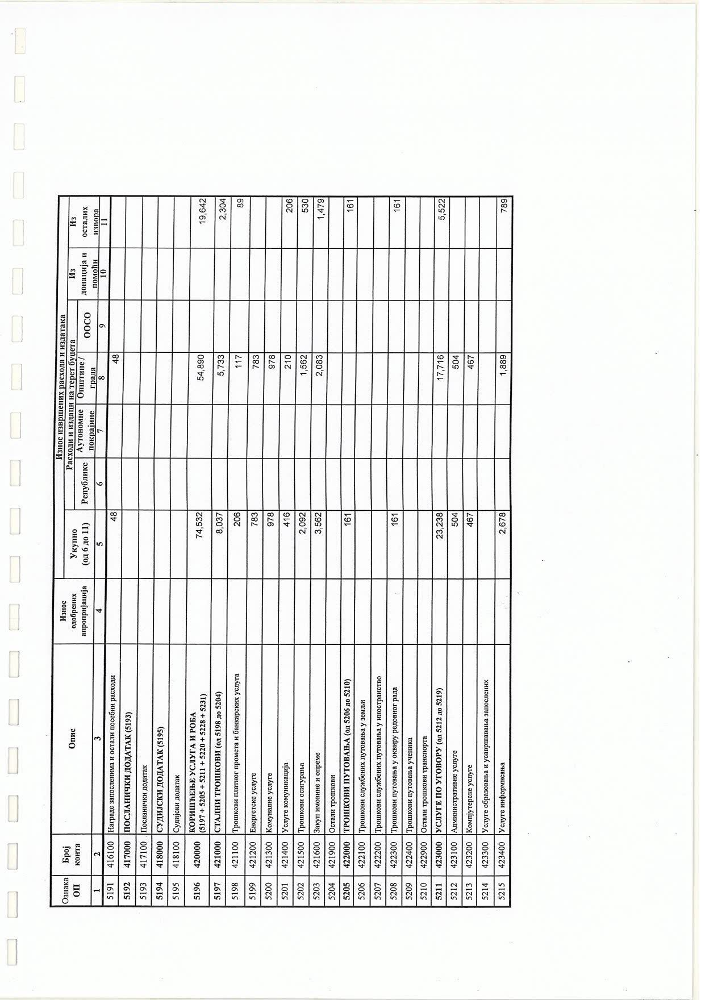 Ознака ОП | Број конта | Опис | Износ одобрених апропријација | Износ извршених расхода и издатака
Укупно (од 6 до 11) | Расходи и издаци на терет буџета | Из донација и помоћи | Из осталих извора
Републике | Аутономне покрајине | Општине / града | ООСО
1 | 2 | 3 | 4 | 5 | 6 | 7 | 8 | 9 | 10 | 11
5191 | 416100 | Награде запосленима и остали посебни расходи | 48 | 48
5192 | 417000 | ПОСЛАНИЧКИ ДОДАТАК (5193)
5193 | 417100 | Посланички додатак
5194 | 418000 | СУДИЈСКИ ДОДАТАК (5195)
5195 | 418100 | Судијски додатак
5196 | 420000 | КОРИШЋЕЊЕ УСЛУГА И РОБА (5197 + 5205 + 5211 + 5220 + 5228 + 5231) | 74,532 | 54,890 | 19,642
5197 | 421000 | СТАЛНИ ТРОШКОВИ (од 5198 до 5204) | 8,037 | 5,733 | 2,304
5198 | 421100 | Трошкови платног промета и банкарских услуга | 206 | 117 | 89
5199 | 421200 | Енергетске услуге | 783 | 783
5200 | 421300 | Комуналне услуге | 978 | 978
5201 | 421400 | Услуге комуникација | 416 | 210 | 206
5202 | 421500 | Трошкови осигурања | 2,092 | 1,562 | 530
5203 | 421600 | Закуп имовине и опреме | 3,562 | 2,083 | 1,479
5204 | 421900 | Остали трошкови
5205 | 422000 | ТРОШКОВИ ПУТОВАЊА (од 5206 до 5210) | 161 | 161
5206 | 422100 | Трошкови службених путовања у земљи
5207 | 422200 | Трошкови службених путовања у иностранство
5208 | 422300 | Трошкови путовања у оквиру редовног рада | 161 | 161
5209 | 422400 | Трошкови путовања ученика
5210 | 422900 | Остали трошкови транспорта
5211 | 423000 | УСЛУГЕ ПО УГОВОРУ (од 5212 до 5219) | 23,238 | 17,716 | 5,522
5212 | 423100 | Административне услуге | 504 | 504
5213 | 423200 | Компјутерске услуге | 467 | 467
5214 | 423300 | Услуге образовања и усавршавања запослених
5215 | 423400 | Услуге информисања | 2,678 | 1,889 | 789